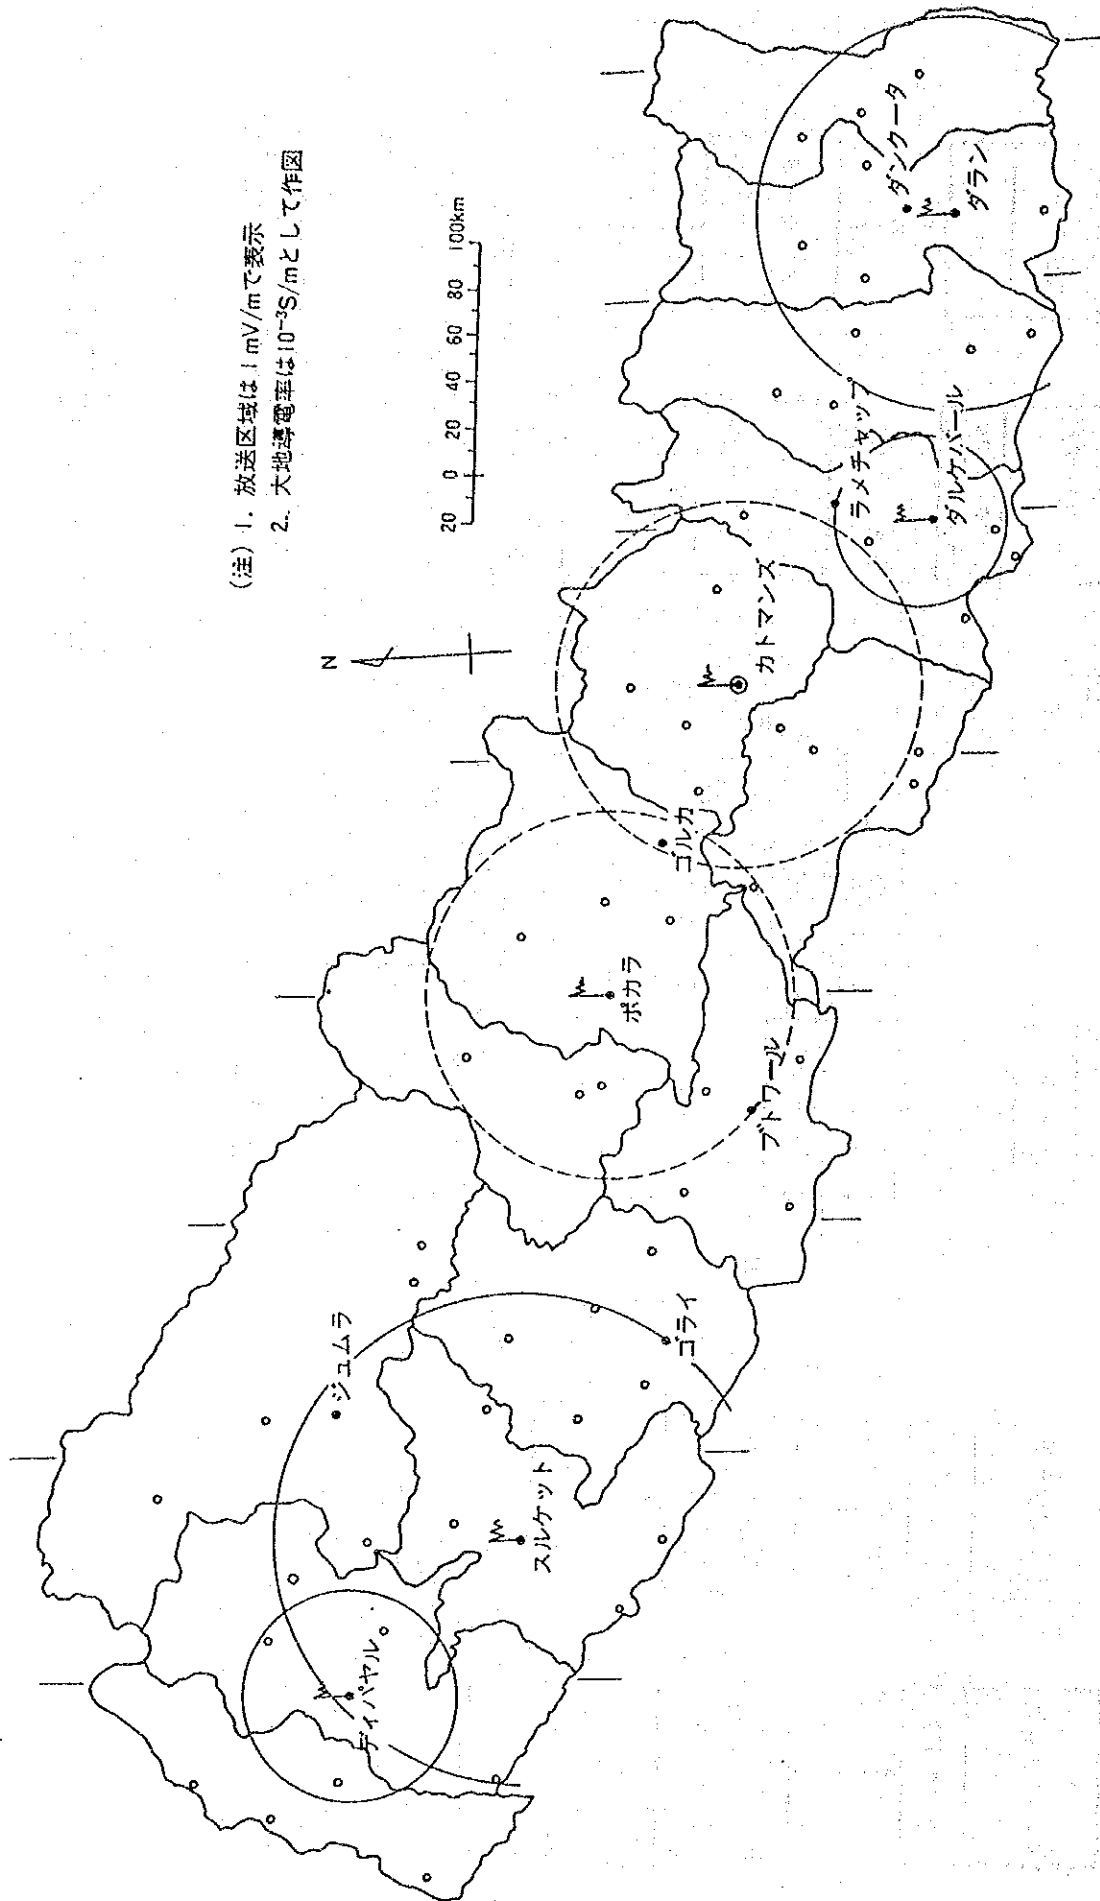 (注) 1. 放送区域は1mV/mで表示
2. 大地導電率は10⁻³S/mとして作図
N
20 0 20 40 60 80 100km
ディパヤル
ジュムラ
スルケット
ゴライ
ポカラ
ブトワール
ゴルカ
カトマンズ
ラメチャップ
ダルケバール
ダンクータ
ダラン